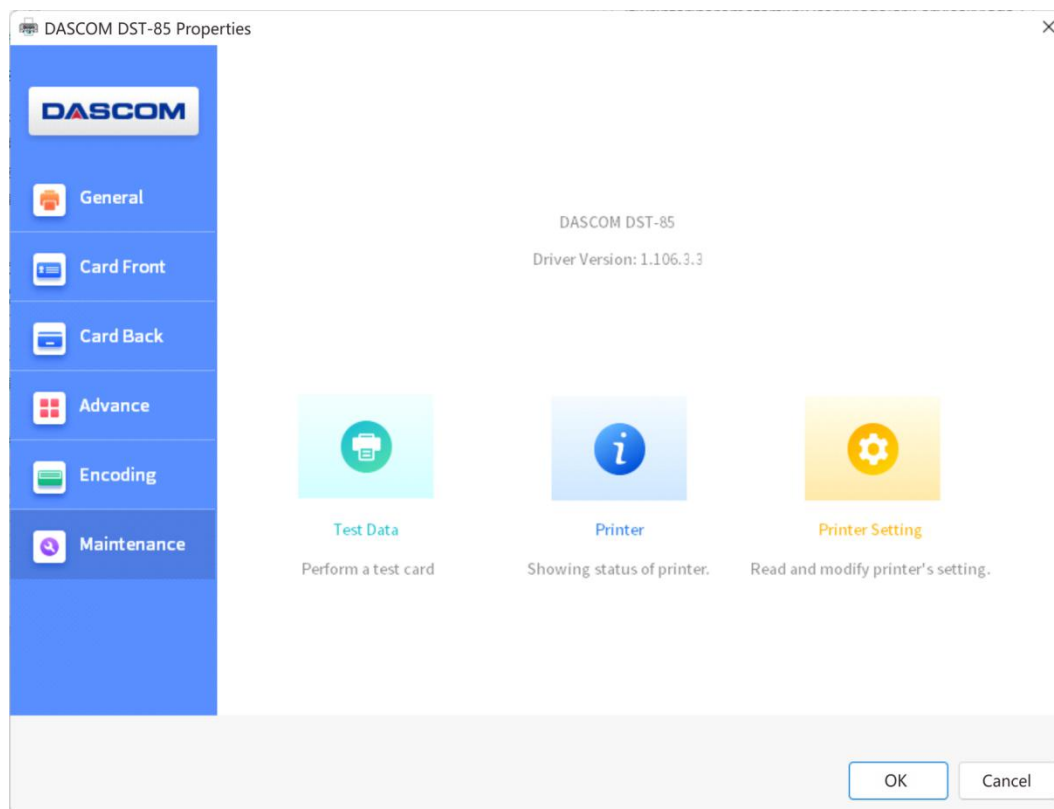 DASCOM DST-85 Properties
DASCOM
General
Card Front
Card Back
Advance
Encoding
Maintenance
DASCOM DST-85
Driver Version: 1.106.3.3
Test Data
Perform a test card
Printer
Showing status of printer.
Printer Setting
Read and modify printer's setting.
OK
Cancel